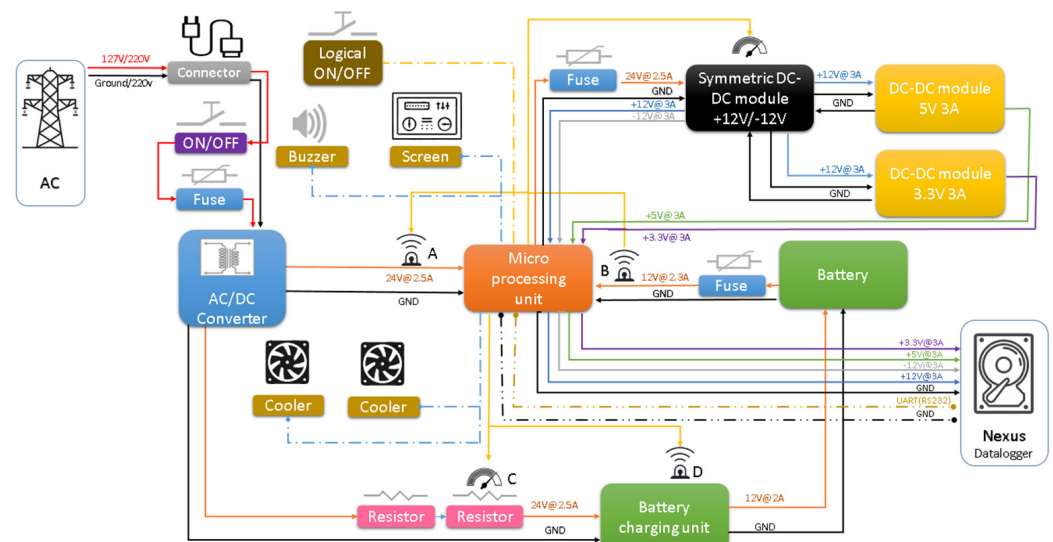 127V/220V
Ground/220v
Connector
AC
ON/OFF
Fuse
AC/DC
Converter
Logical
ON/OFF
Buzzer
Screen
Fuse
24V@2.5A
GND
+12V@3A
-12V@3A
Symmetric DC-
DC module
+12V/-12V
+12V@3A
GND
DC-DC module
5V 3A
+12V@3A
GND
DC-DC module
3.3V 3A
+5V@3A
+3.3V@3A
A
24V@2.5A
GND
Micro
processing
unit
B
12V@2.3A
GND
Fuse
Battery
Cooler
Cooler
+3.3V@3A
+5V@3A
-12V@3A
+12V@3A
GND
UART(RS232)
GND
Nexus
Datalogger
C
D
Resistor
Resistor
24V@2.5A
GND
Battery
charging unit
12V@2A
GND